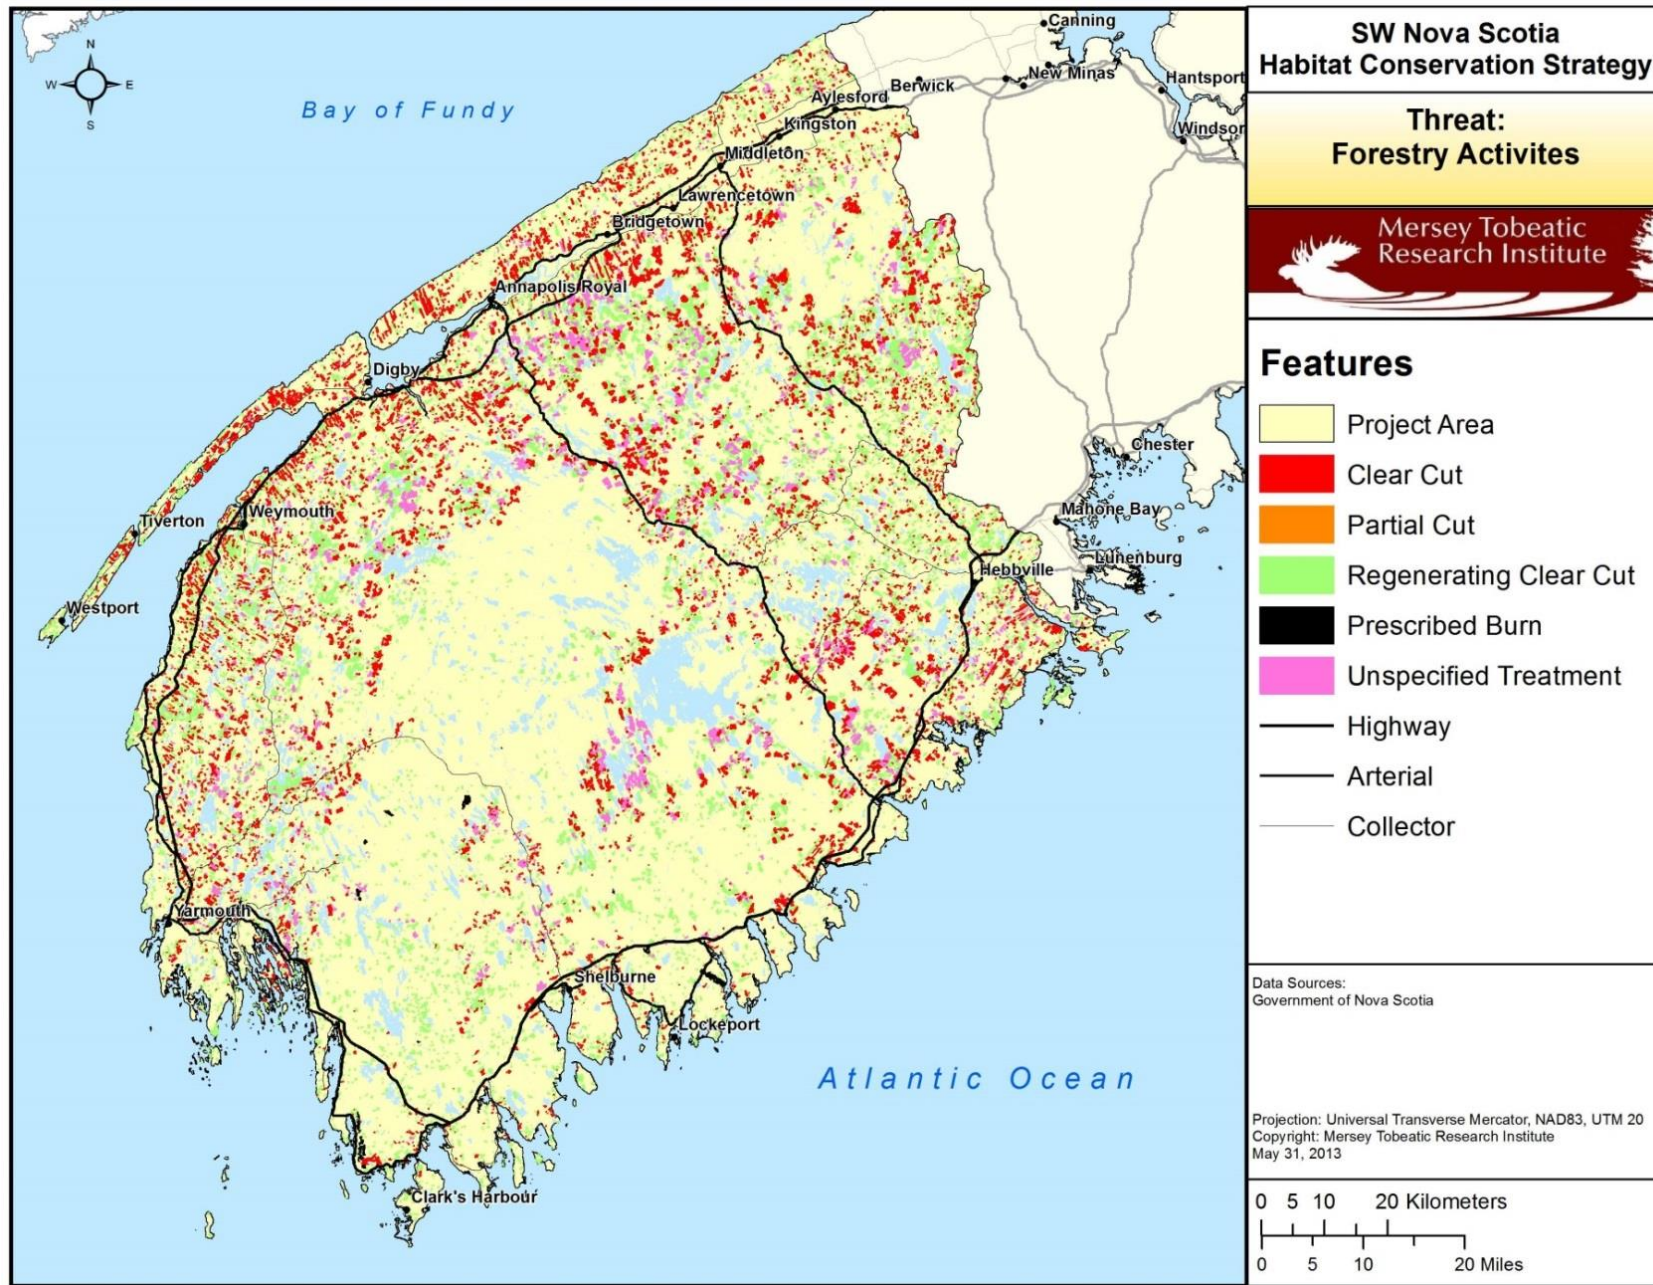 SW Nova Scotia
Habitat Conservation Strategy
Threat:
Forestry Activites
Mersey Tobeatic
Research Institute
Features
Project Area
Clear Cut
Partial Cut
Regenerating Clear Cut
Prescribed Burn
Unspecified Treatment
Highway
Arterial
Collector
Data Sources:
Government of Nova Scotia
Projection: Universal Transverse Mercator, NAD83, UTM 20
Copyright: Mersey Tobeatic Research Institute
May 31, 2013
0 5 10 20 Kilometers
0 5 10 20 Miles
N
W E
S
Bay of Fundy
Canning
New Minas
Hantsport
Berwick
Aylesford
Kingston
Windsor
Middleton
Lawrencetown
Bridgetown
Annapolis Royal
Digby
Chester
Weymouth
Tiverton
Mahone Bay
Lunenburg
Hebbville
Westport
Yarmouth
Shelburne
Lockeport
Atlantic Ocean
Clark's Harbour